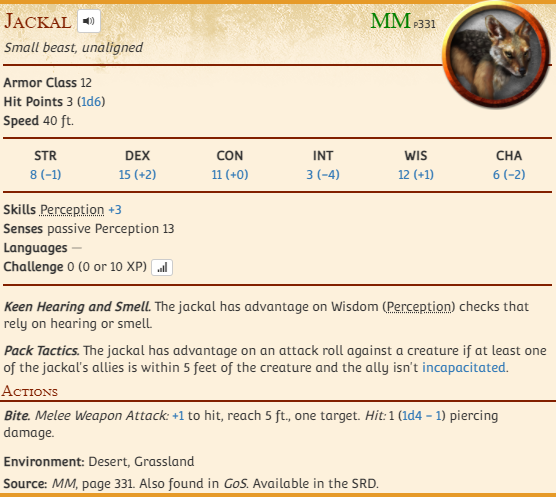 JACKAL MM P331
Small beast, unaligned
Armor Class 12
Hit Points 3 (1d6)
Speed 40 ft.
STR DEX CON INT WIS CHA
8 (−1) 15 (+2) 11 (+0) 3 (−4) 12 (+1) 6 (−2)
Skills Perception +3
Senses passive Perception 13
Languages —
Challenge 0 (0 or 10 XP)
Keen Hearing and Smell. The jackal has advantage on Wisdom (Perception) checks that
rely on hearing or smell.
Pack Tactics. The jackal has advantage on an attack roll against a creature if at least one
of the jackal's allies is within 5 feet of the creature and the ally isn't incapacitated.
ACTIONS
Bite. Melee Weapon Attack: +1 to hit, reach 5 ft., one target. Hit: 1 (1d4 − 1) piercing
damage.
Environment: Desert, Grassland
Source: MM, page 331. Also found in GoS. Available in the SRD.